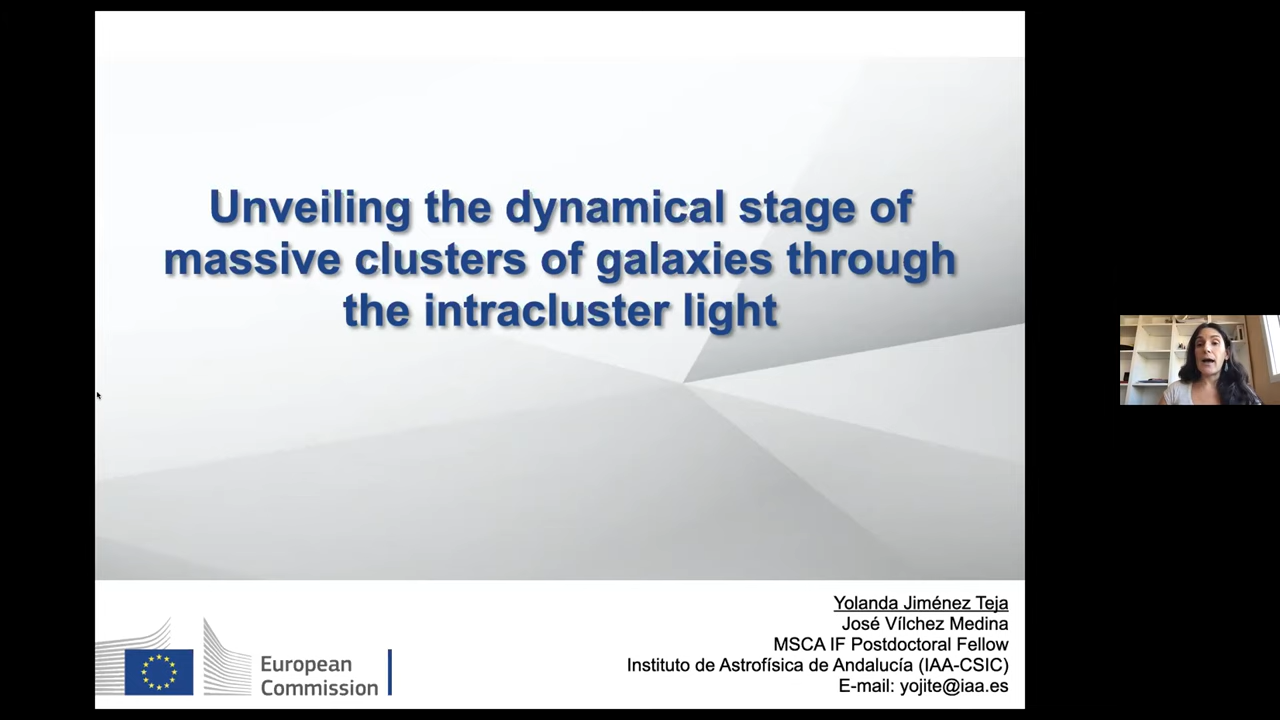 Unveiling the dynamical stage of
massive clusters of galaxies through
the intracluster light
Yolanda Jiménez Teja
José Vílchez Medina
MSCA IF Postdoctoral Fellow
Instituto de Astrofísica de Andalucía (IAA-CSIC)
E-mail: yojite@iaa.es
European
Commission